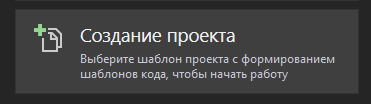 Создание проекта
Выберите шаблон проекта с формированием
шаблонов кода, чтобы начать работу